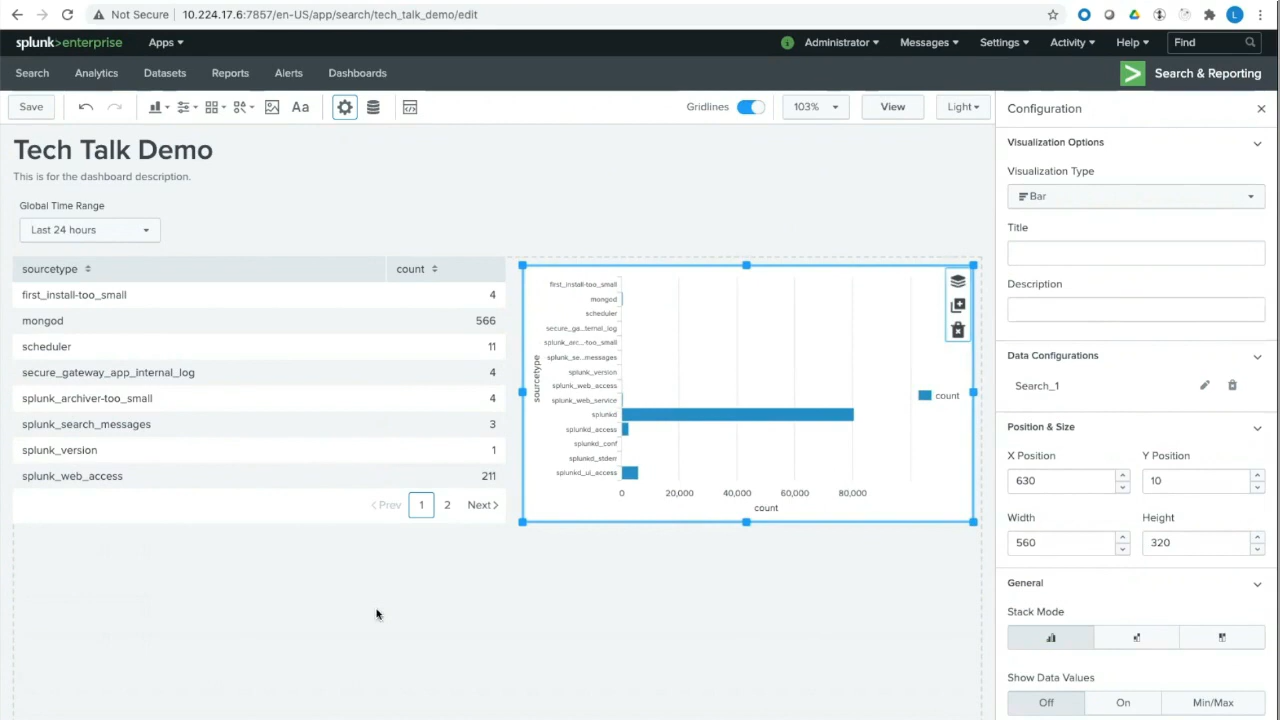 Not Secure | 10.224.17.6:7857/en-US/app/search/tech_talk_demo/edit
L
splunk>enterprise
Apps
Administrator
Messages
Settings
Activity
Help
Find
Search
Analytics
Datasets
Reports
Alerts
Dashboards
Search & Reporting
Save
Aa
Gridlines
103%
View
Light
Tech Talk Demo
This is for the dashboard description.
Global Time Range
Last 24 hours
sourcetype count
first_install-too_small 4
mongod 566
scheduler 11
secure_gateway_app_internal_log 4
splunk_archiver-too_small 4
splunk_search_messages 3
splunk_version 1
splunk_web_access 211
< Prev 1 2 Next >
sourcetype
first_install-too_small
mongod
scheduler
secure_ga...ternal_log
splunk_arc...-too_small
splunk_se...messages
splunk_version
splunk_web_access
splunk_web_service
splunkd
splunkd_access
splunkd_conf
splunkd_stderr
splunkd_ui_access
0 20,000 40,000 60,000 80,000
count
count
Configuration
Visualization Options
Visualization Type
Bar
Title
Description
Data Configurations
Search_1
Position & Size
X Position Y Position
630 10
Width Height
560 320
General
Stack Mode
Show Data Values
Off On Min/Max